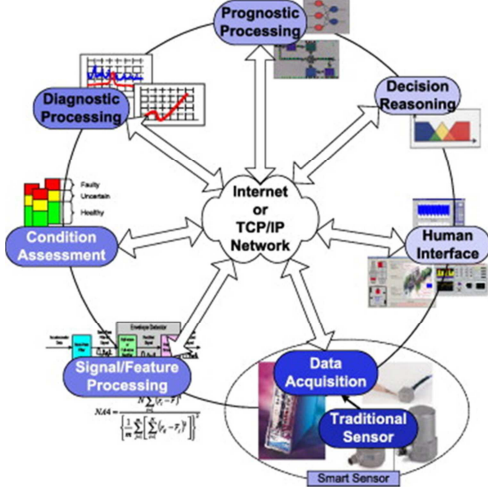 Prognostic
Processing
Decision
Reasoning
Diagnostic
Processing
Internet
or
TCP/IP
Network
Faulty
Uncertain
Healthy
Condition
Assessment
Human
Interface
Envelope Detector
Signal/Feature
Processing
Data
Acquisition
Traditional
Sensor
Smart Sensor